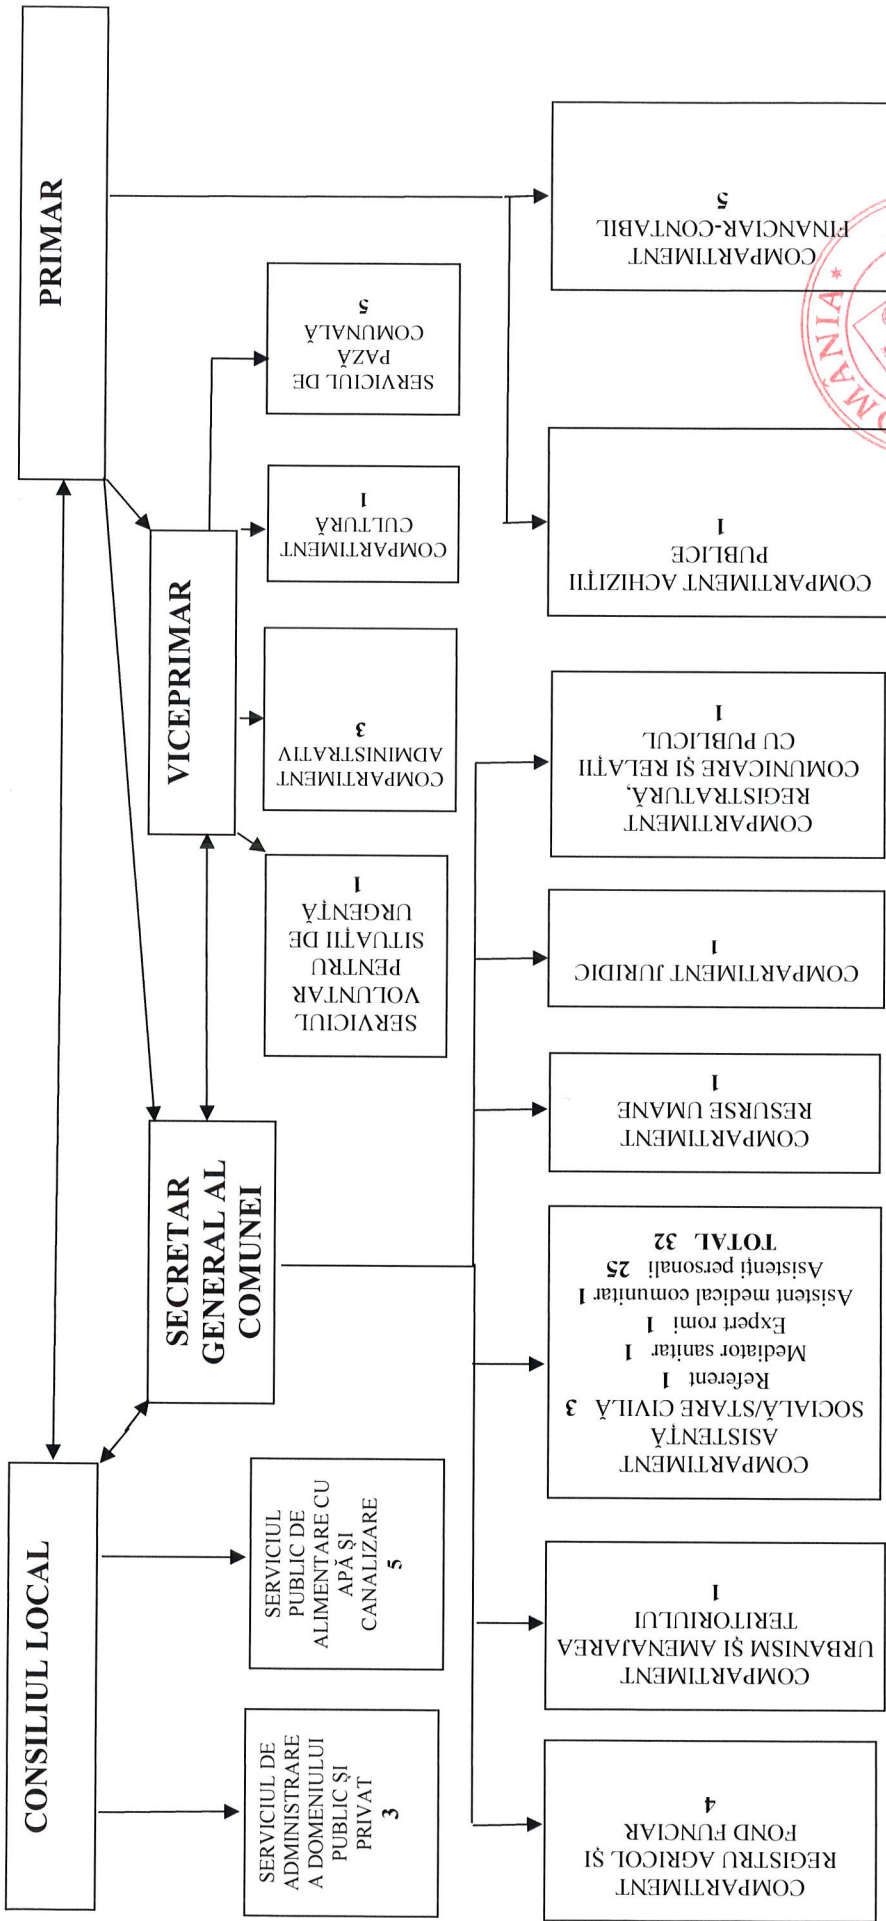 CONSILIUL LOCAL
PRIMAR
SECRETAR
GENERAL AL
COMUNEI
VICEPRIMAR
SERVICIUL DE
ADMINISTRARE
A DOMENIULUI
PUBLIC ȘI
PRIVAT
3
SERVICIUL
PUBLIC DE
ALIMENTARE CU
APĂ ȘI
CANALIZARE
5
SERVICIUL
VOLUNTAR
PENTRU
SITUAȚII DE
URGENȚĂ
1
COMPARTIMENT
ADMINISTRATIV
3
COMPARTIMENT
CULTURĂ
1
SERVICIUL DE
PAZĂ
COMUNALĂ
5
COMPARTIMENT
REGISTRU AGRICOL ȘI
FOND FUNCIAR
4
COMPARTIMENT
URBANISM ȘI AMENAJAREA
TERITORIULUI
1
COMPARTIMENT
ASISTENȚĂ
SOCIALĂ/STARE CIVILĂ 3
Referent 1
Mediator sanitar 1
Expert romi 1
Asistent medical comunitar 1
Asistenți personali 25
TOTAL 32
COMPARTIMENT
RESURSE UMANE
1
COMPARTIMENT JURIDIC
1
COMPARTIMENT
REGISTRATURĂ,
COMUNICARE ȘI RELAȚII
CU PUBLICUL
1
COMPARTIMENT ACHIZIȚII
PUBLICE
1
COMPARTIMENT
FINANCIAR-CONTABIL
5